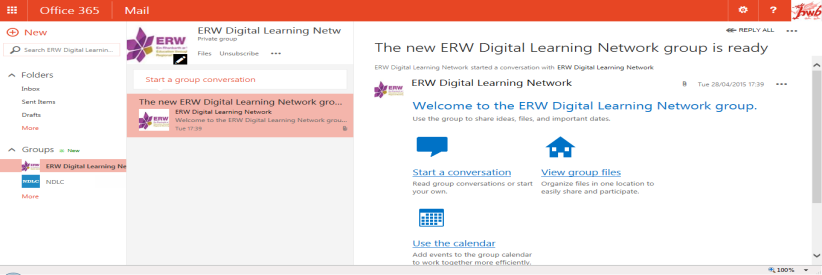 Office 365
Mail
?
hwb
New
Search ERW Digital Learnin...
Folders
Inbox
Sent Items
Drafts
More
Groups
New
ERW Digital Learning Ne
NDLC
NDLC
More
ERW
ERW Digital Learning Netw
Private group
Files Unsubscribe •••
Start a group conversation
The new ERW Digital Learning Network gro...
ERW
ERW Digital Learning Network
Welcome to the ERW Digital Learning Network grou...
Tue 17:39
REPLY ALL •••
The new ERW Digital Learning Network group is ready
ERW Digital Learning Network started a conversation with ERW Digital Learning Network
ERW
ERW Digital Learning Network
Tue 28/04/2015 17:39 •••
Welcome to the ERW Digital Learning Network group.
Use the group to share ideas, files, and important dates.
Start a conversation
Read group conversations or start
your own.
View group files
Organize files in one location to
easily share and participate.
Use the calendar
Add events to the group calendar
to work together more efficiently.
100%